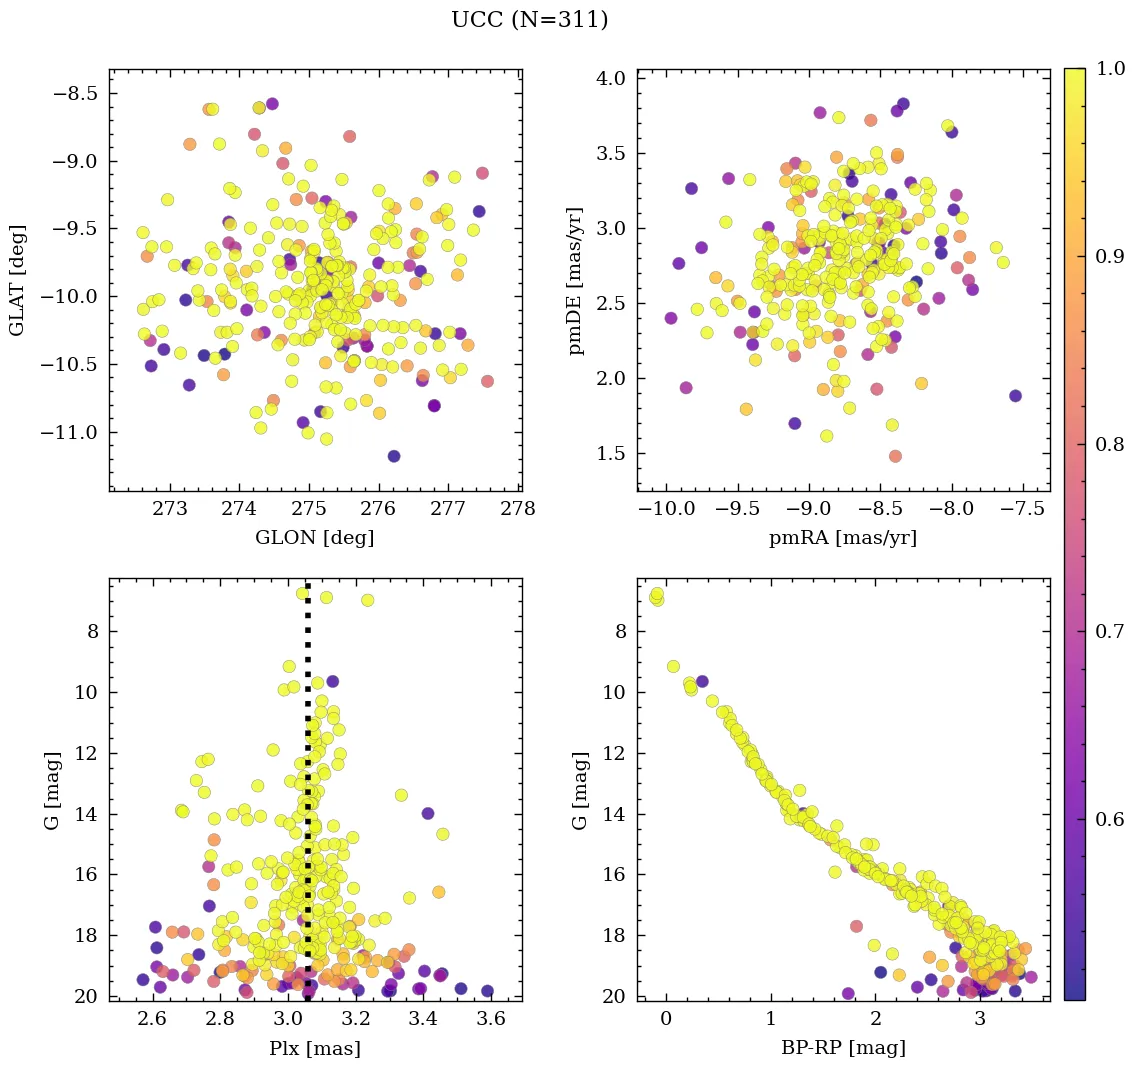 UCC (N=311)
−8.5
−9.0
−9.5
−10.0
−10.5
−11.0
GLAT [deg]
273 274 275 276 277 278
GLON [deg]
4.0
3.5
3.0
2.5
2.0
1.5
pmDE [mas/yr]
−10.0 −9.5 −9.0 −8.5 −8.0 −7.5
pmRA [mas/yr]
8
10
12
14
16
18
20
G [mag]
2.6 2.8 3.0 3.2 3.4 3.6
Plx [mas]
8
10
12
14
16
18
20
G [mag]
0 1 2 3
BP-RP [mag]
1.0
0.9
0.8
0.7
0.6